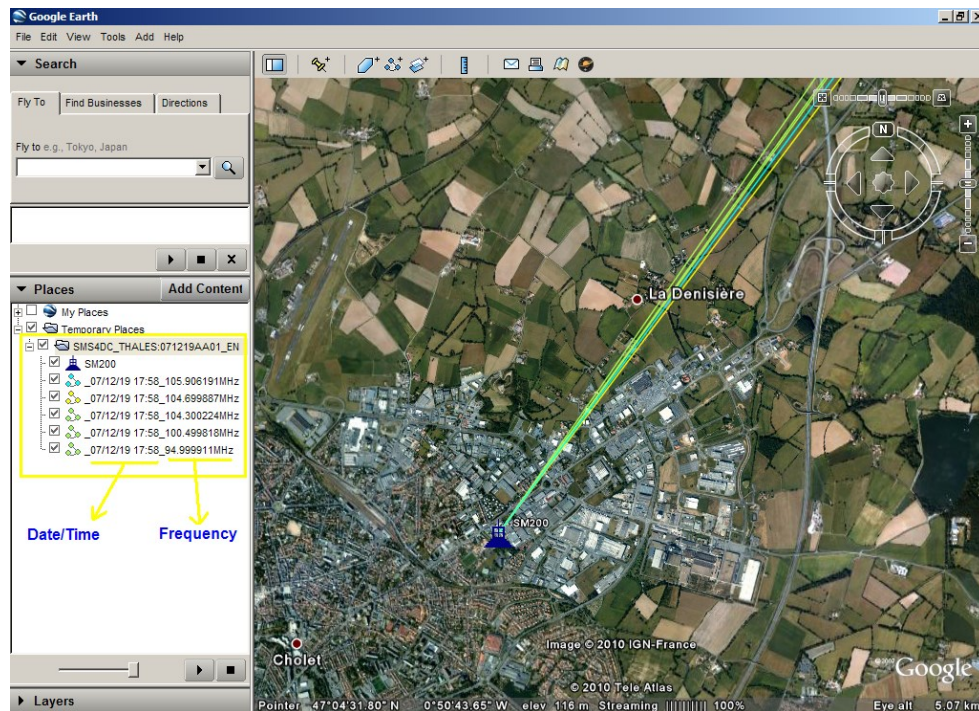 Google Earth
File Edit View Tools Add Help
Search
Fly To Find Businesses Directions
Fly to e.g., Tokyo, Japan
Places Add Content
My Places
Temporary Places
SMS4DC_THALES:071219AA01_EN
SM200
_07/12/19 17:58_105.906191MHz
_07/12/19 17:58_104.699887MHz
_07/12/19 17:58_104.300224MHz
_07/12/19 17:58_100.499818MHz
_07/12/19 17:58_94.999911MHz
Date/Time Frequency
Layers
N
La Denisière
SM200
Cholet
Image © 2010 IGN-France
© 2010 Tele Atlas
Google
Pointer 47°04'31.80" N 0°50'43.65" W elev 116 m Streaming |||||||||| 100% Eye alt 5.07 km